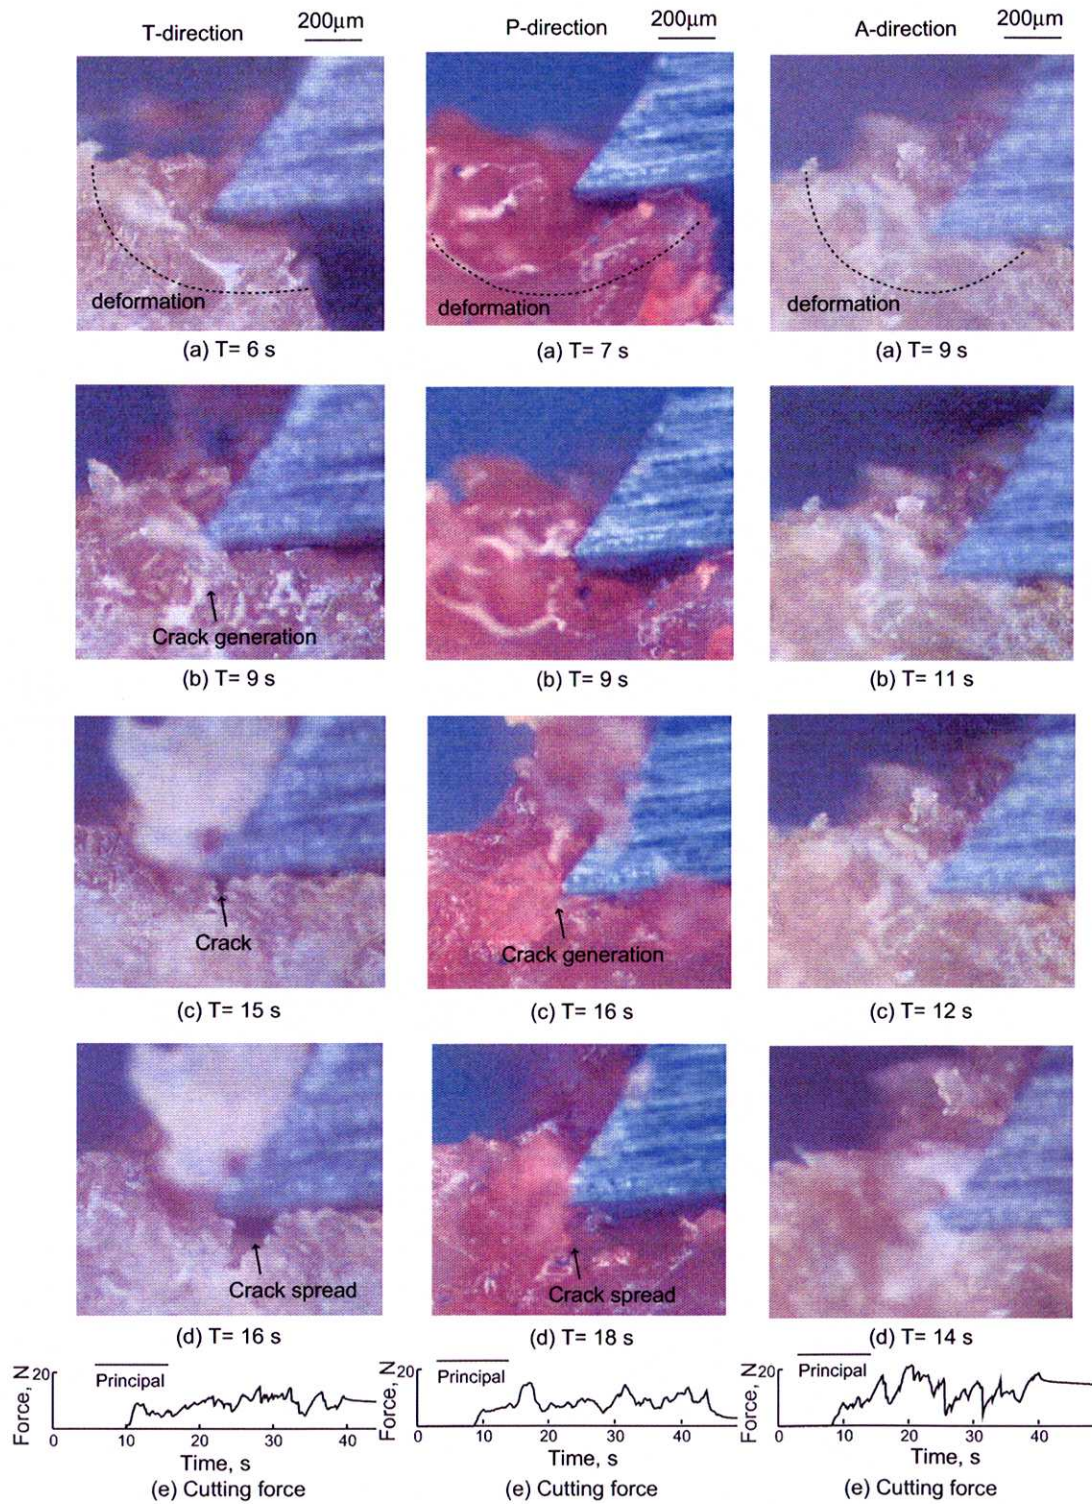 T-direction 200μm P-direction 200μm A-direction 200μm
deformation deformation deformation
(a) T= 6 s (a) T= 7 s (a) T= 9 s
Crack generation
(b) T= 9 s (b) T= 9 s (b) T= 11 s
Crack Crack generation
(c) T= 15 s (c) T= 16 s (c) T= 12 s
Crack spread Crack spread
(d) T= 16 s (d) T= 18 s (d) T= 14 s
Force, N 20 Principal Force, N 20 Principal Force, N 20 Principal
0 10 20 30 40 0 10 20 30 40 0 10 20 30 40
Time, s Time, s Time, s
(e) Cutting force (e) Cutting force (e) Cutting force